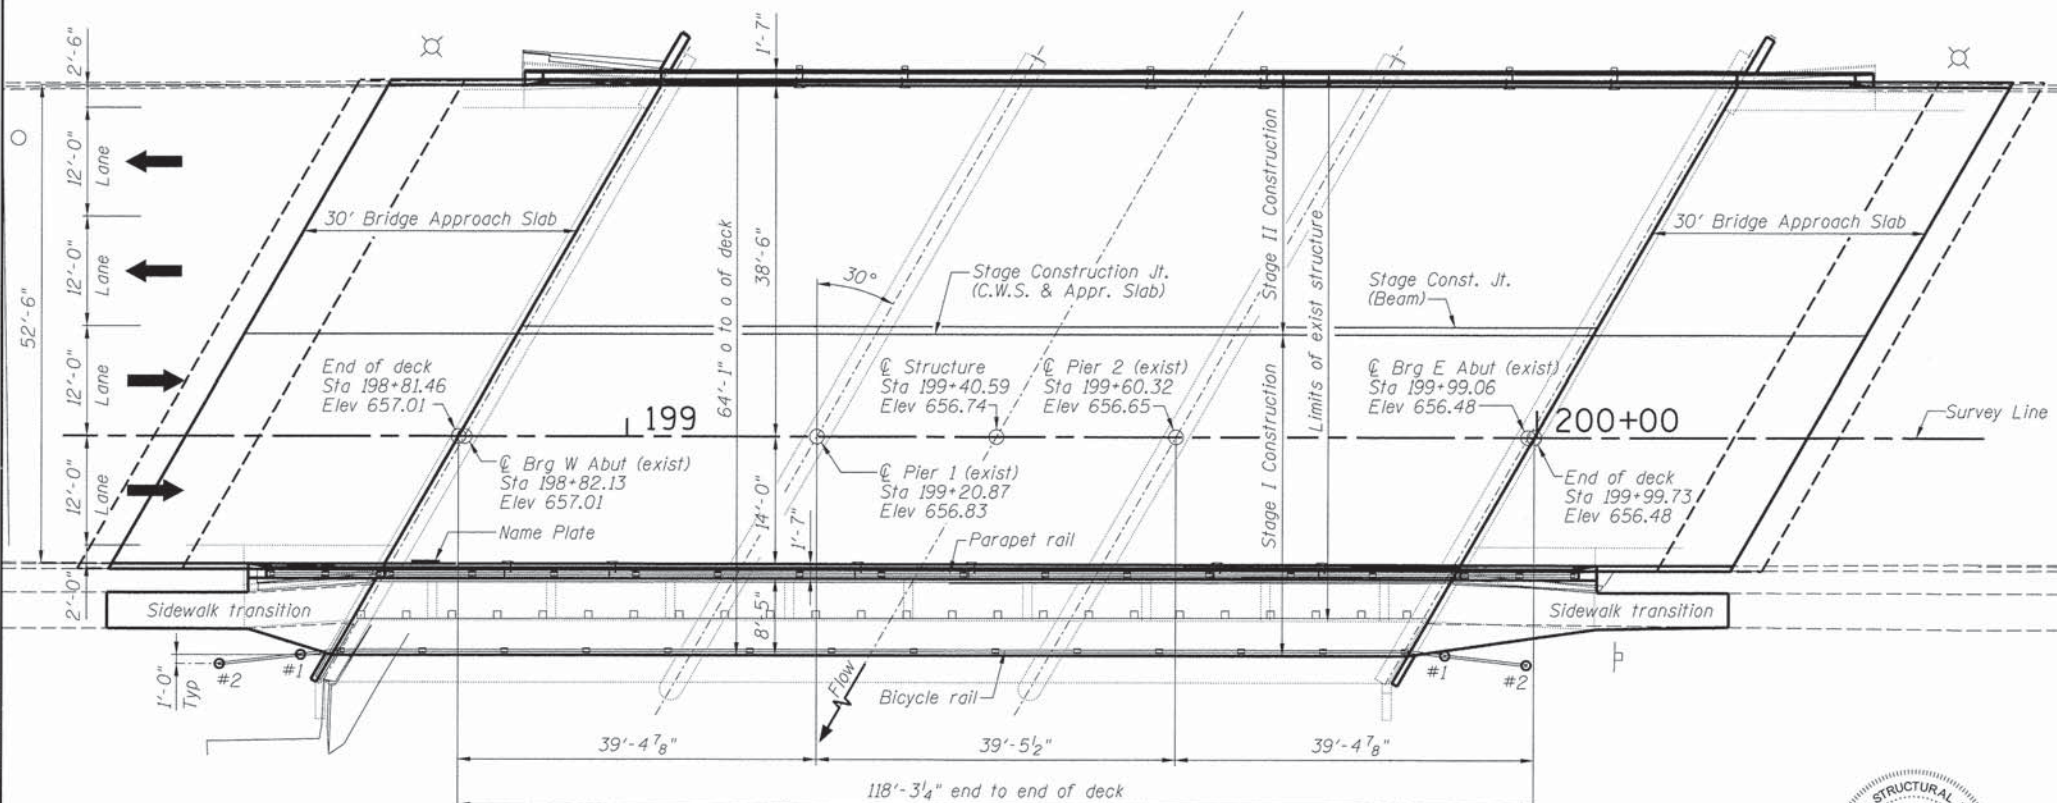 2'-6"
12'-0"
Lane
12'-0"
Lane
12'-0"
Lane
12'-0"
Lane
2'-0"
52'-6"
1'-7"
30' Bridge Approach Slab
64'-1" o to o of deck
38'-6"
30°
Stage Construction Jt.
(C.W.S. & Appr. Slab)
Stage II Construction
Limits of exist structure
Stage Const. Jt.
(Beam)
30' Bridge Approach Slab
End of deck
Sta 198+81.46
Elev 657.01
199
℄ Structure
Sta 199+40.59
Elev 656.74
℄ Pier 2 (exist)
Sta 199+60.32
Elev 656.65
℄ Brg E Abut (exist)
Sta 199+99.06
Elev 656.48
200+00
Survey Line
℄ Brg W Abut (exist)
Sta 198+82.13
Elev 657.01
℄ Pier 1 (exist)
Sta 199+20.87
Elev 656.83
Stage I Construction
End of deck
Sta 199+99.73
Elev 656.48
Name Plate
14'-0"
1'-7"
Parapet rail
Sidewalk transition
8'-5"
Sidewalk transition
1'-0"
Typ
#2
#1
Flow
Bicycle rail
#1
#2
39'-4⅞"
39'-5½"
39'-4⅞"
118'-3¼" end to end of deck
STRUCTURAL